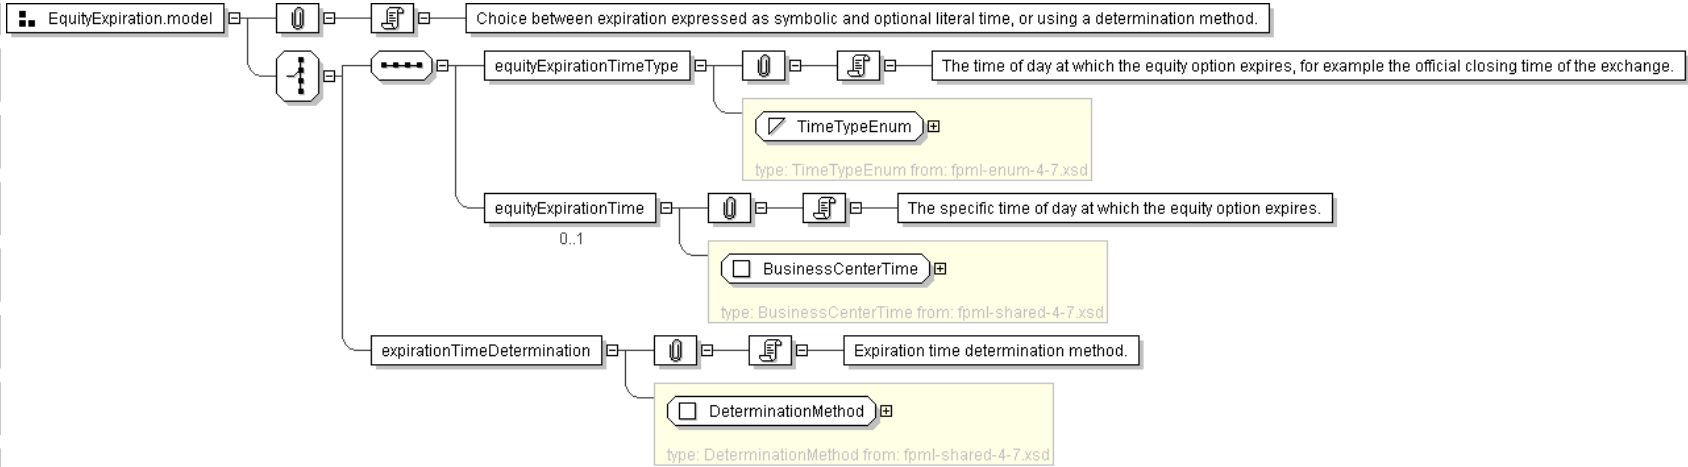 EquityExpiration.model
Choice between expiration expressed as symbolic and optional literal time, or using a determination method.
equityExpirationTimeType
The time of day at which the equity option expires, for example the official closing time of the exchange.
TimeTypeEnum
type: TimeTypeEnum from: fpml-enum-4-7.xsd
equityExpirationTime
The specific time of day at which the equity option expires.
0..1
BusinessCenterTime
type: BusinessCenterTime from: fpml-shared-4-7.xsd
expirationTimeDetermination
Expiration time determination method.
DeterminationMethod
type: DeterminationMethod from: fpml-shared-4-7.xsd